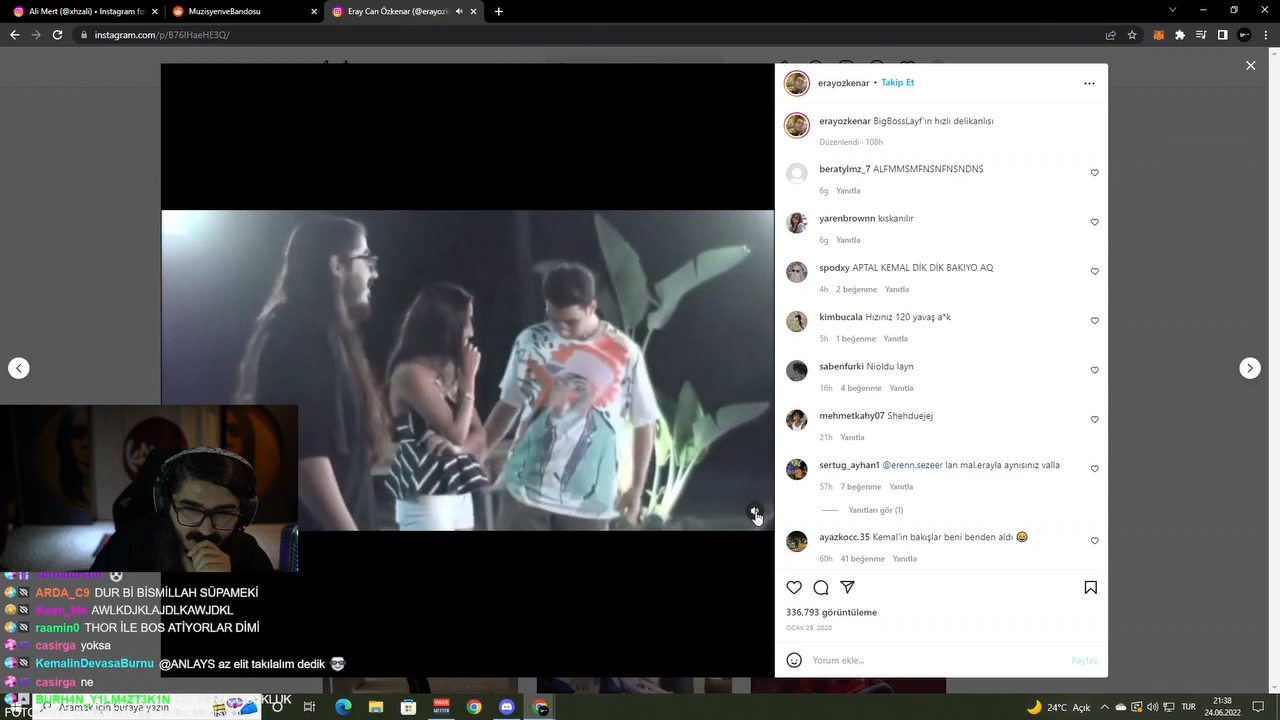 Ali Mert (@xhzali) • Instagram fo
MuzisyenveBandosu
Eray Can Özkenar (@erayoz
instagram.com/p/B76IHaeHE3Q/
erayozkenar • Takip Et
erayozkenar BigBossLayf'ın hızlı delikanlısı
Düzenlendi · 108h
beratylmz_7 ALFMMSMFNSNFNSNDNS
6g Yanıtla
yarenbrownn kıskanılır
6g Yanıtla
spodxy APTAL KEMAL DİK DİK BAKIYO AQ
4h 2 beğenme Yanıtla
kimbucala Hızınız 120 yavaş a*k
5h 1 beğenme Yanıtla
sabenfurki Nioldu layn
16h 4 beğenme Yanıtla
mehmetkahy07 Shehduejej
21h Yanıtla
sertug_ayhan1 @erenn.sezeer lan mal.erayla aynısınız valla
57h 7 beğenme Yanıtla
Yanıtları gör (1)
ayazkocc.35 Kemal'in bakışlar beni benden aldı 😄
60h 41 beğenme Yanıtla
336.793 görüntüleme
OCAK 29, 2020
Yorum ekle...
Paylaş
ARDA_C9 DUDUL BİSMİLLAH SÜPAMEKİ
AWLKDJKLAJDLKAWJDKL
raamin0 THOR İLE BOS ATİYORLAR DİMİ
casirga yoksa
KemalinDevasyBurnu @ANLAYS az elit takılalım dedik
casirga ne
BURH4N_Y1LM4ZT3K1N
KLUK
Aramak için buraya yazın
24°C Açık
21:38
24.06.2022